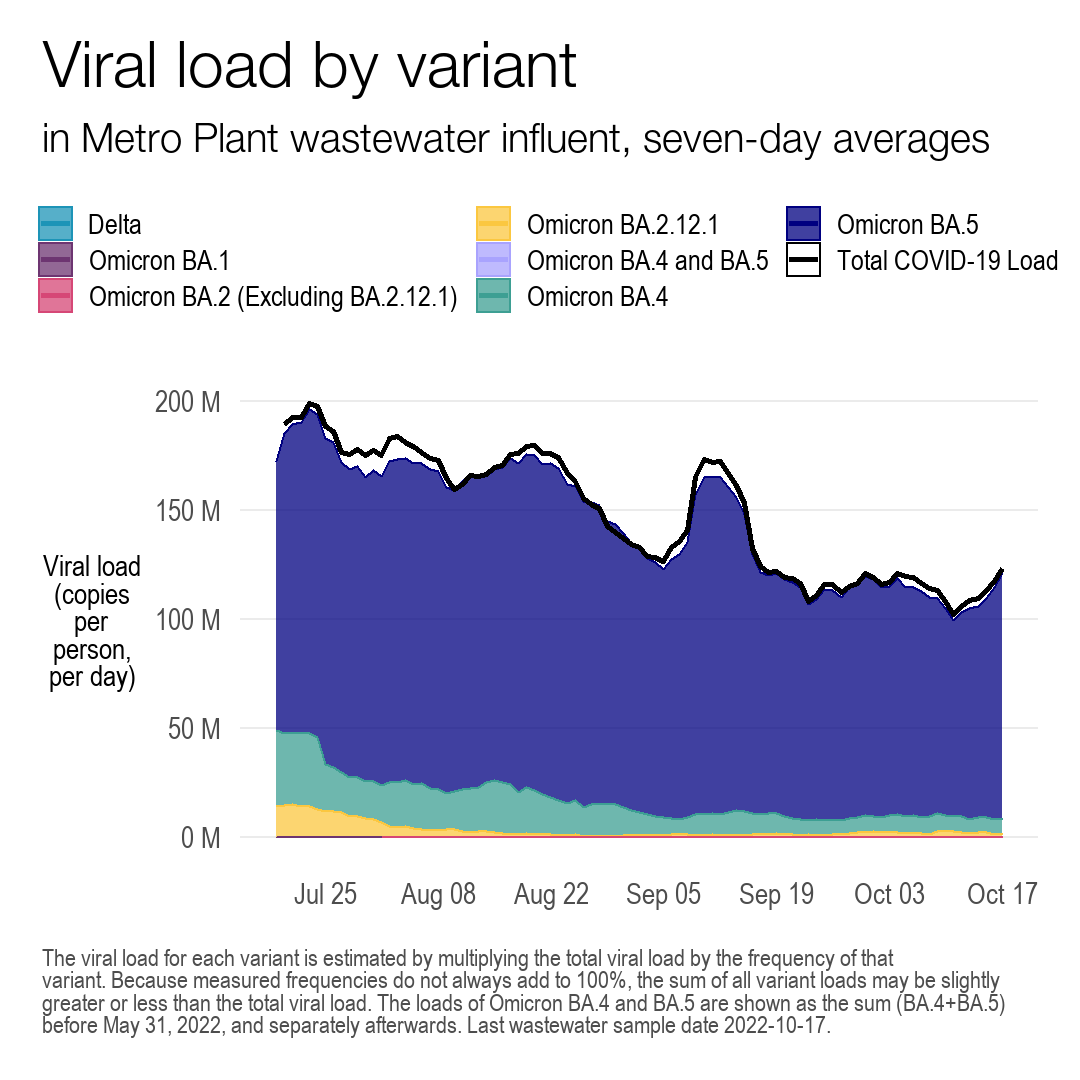 Viral load by variant
in Metro Plant wastewater influent, seven-day averages
Delta
Omicron BA.1
Omicron BA.2 (Excluding BA.2.12.1)
Omicron BA.2.12.1
Omicron BA.4 and BA.5
Omicron BA.4
Omicron BA.5
Total COVID-19 Load
200 M
150 M
100 M
50 M
0 M
Viral load
(copies
per
person,
per day)
Jul 25
Aug 08
Aug 22
Sep 05
Sep 19
Oct 03
Oct 17
The viral load for each variant is estimated by multiplying the total viral load by the frequency of that
variant. Because measured frequencies do not always add to 100%, the sum of all variant loads may be slightly
greater or less than the total viral load. The loads of Omicron BA.4 and BA.5 are shown as the sum (BA.4+BA.5)
before May 31, 2022, and separately afterwards. Last wastewater sample date 2022-10-17.